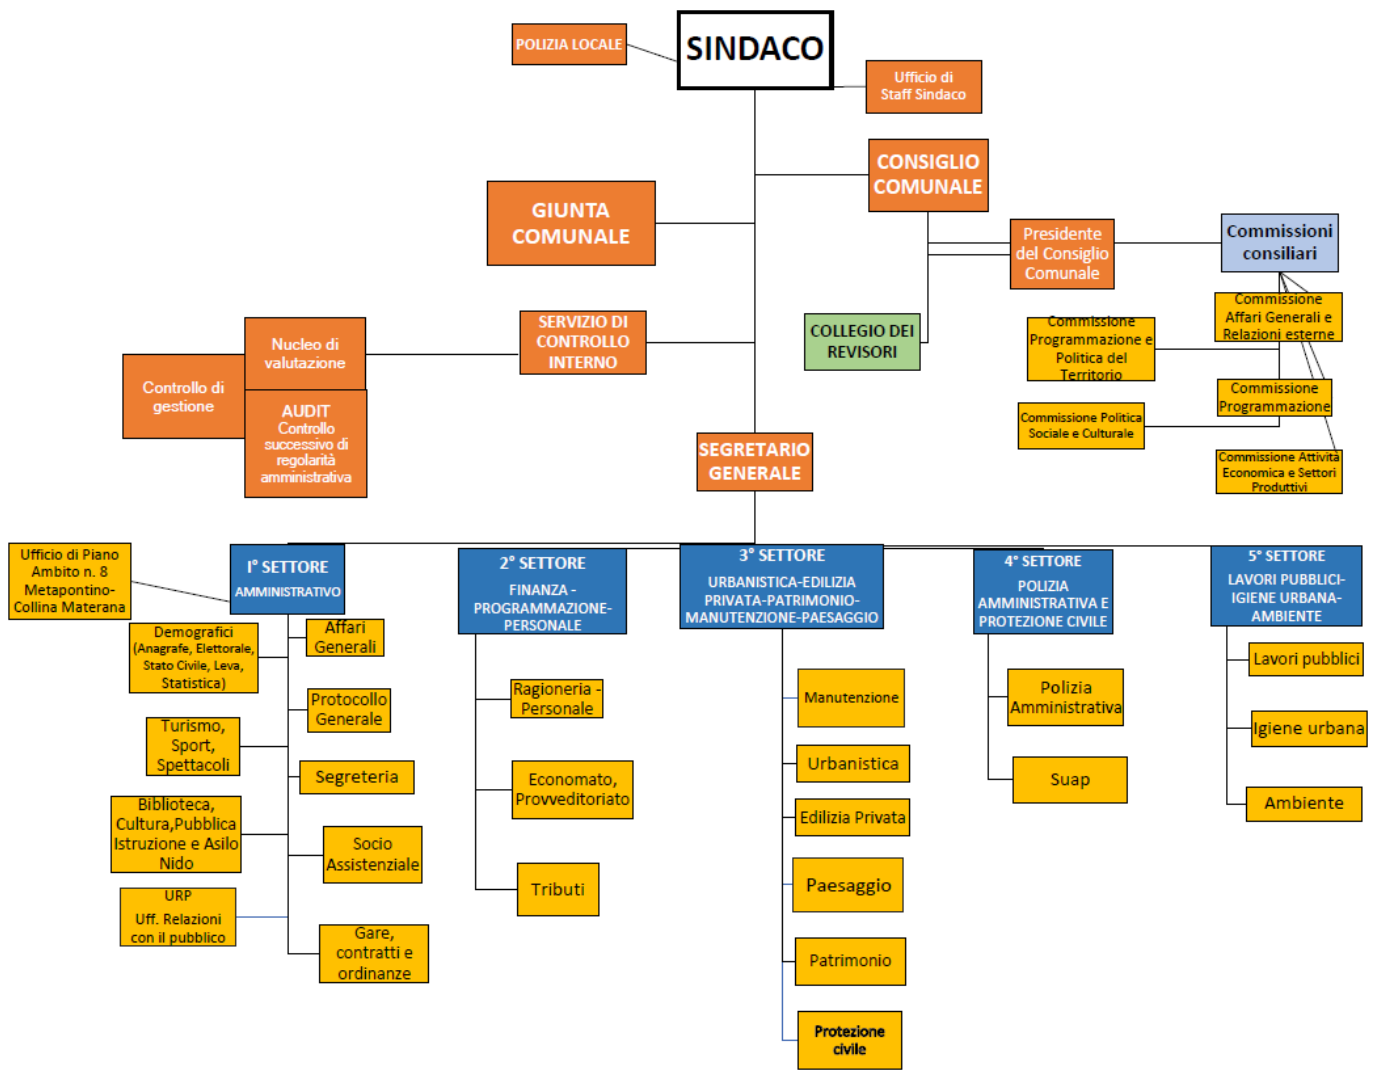 SINDACO
POLIZIA LOCALE
Ufficio di
Staff Sindaco
CONSIGLIO
COMUNALE
GIUNTA
COMUNALE
Presidente
del Consiglio
Comunale
Commissioni
consiliari
SERVIZIO DI
CONTROLLO
INTERNO
COLLEGIO DEI
REVISORI
Commissione
Affari Generali e
Relazioni esterne
Commissione
Programmazione e
Politica del
Territorio
Commissione
Programmazione
Commissione Politica
Sociale e Culturale
Commissione Attività
Economica e Settori
Produttivi
Nucleo di
valutazione
Controllo di
gestione
AUDIT
Controllo
successivo di
regolarità
amministrativa
SEGRETARIO
GENERALE
Ufficio di Piano
Ambito n. 8
Metapontino-
Collina Materana
I° SETTORE
AMMINISTRATIVO
Affari
Generali
Demografici
(Anagrafe, Elettorale,
Stato Civile, Leva,
Statistica)
Protocollo
Generale
Turismo,
Sport,
Spettacoli
Segreteria
Biblioteca,
Cultura,Pubblica
Istruzione e Asilo
Nido
Socio
Assistenziale
URP
Uff. Relazioni
con il pubblico
Gare,
contratti e
ordinanze
2° SETTORE
FINANZA -
PROGRAMMAZIONE-
PERSONALE
Ragioneria -
Personale
Economato,
Provveditoriato
Tributi
3° SETTORE
URBANISTICA-EDILIZIA
PRIVATA-PATRIMONIO-
MANUTENZIONE-PAESAGGIO
Manutenzione
Urbanistica
Edilizia Privata
Paesaggio
Patrimonio
Protezione
civile
4° SETTORE
POLIZIA
AMMINISTRATIVA E
PROTEZIONE CIVILE
Polizia
Amministrativa
Suap
5° SETTORE
LAVORI PUBBLICI-
IGIENE URBANA-
AMBIENTE
Lavori pubblici
Igiene urbana
Ambiente